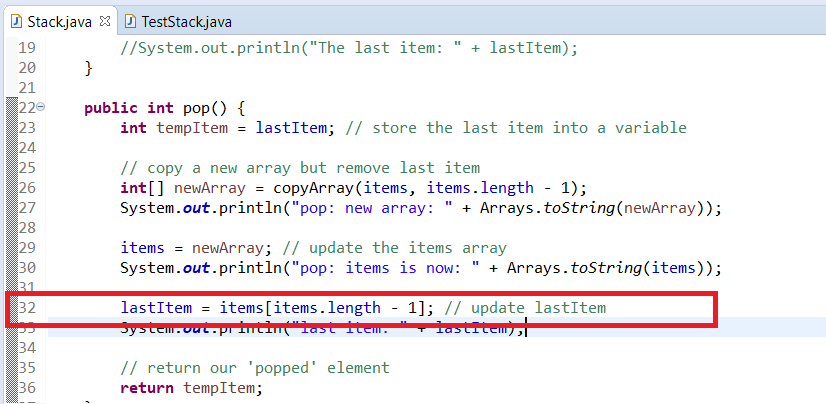 Stack.java TestStack.java
19 //System.out.println("The last item: " + lastItem);
20 }
21
22 public int pop() {
23 int tempItem = lastItem; // store the last item into a variable
24
25 // copy a new array but remove last item
26 int[] newArray = copyArray(items, items.length - 1);
27 System.out.println("pop: new array: " + Arrays.toString(newArray));
28
29 items = newArray; // update the items array
30 System.out.println("pop: items is now: " + Arrays.toString(items));
31
32 lastItem = items[items.length - 1]; // update lastItem
33 System.out.println("last item: " + lastItem);
34
35 // return our 'popped' element
36 return tempItem;